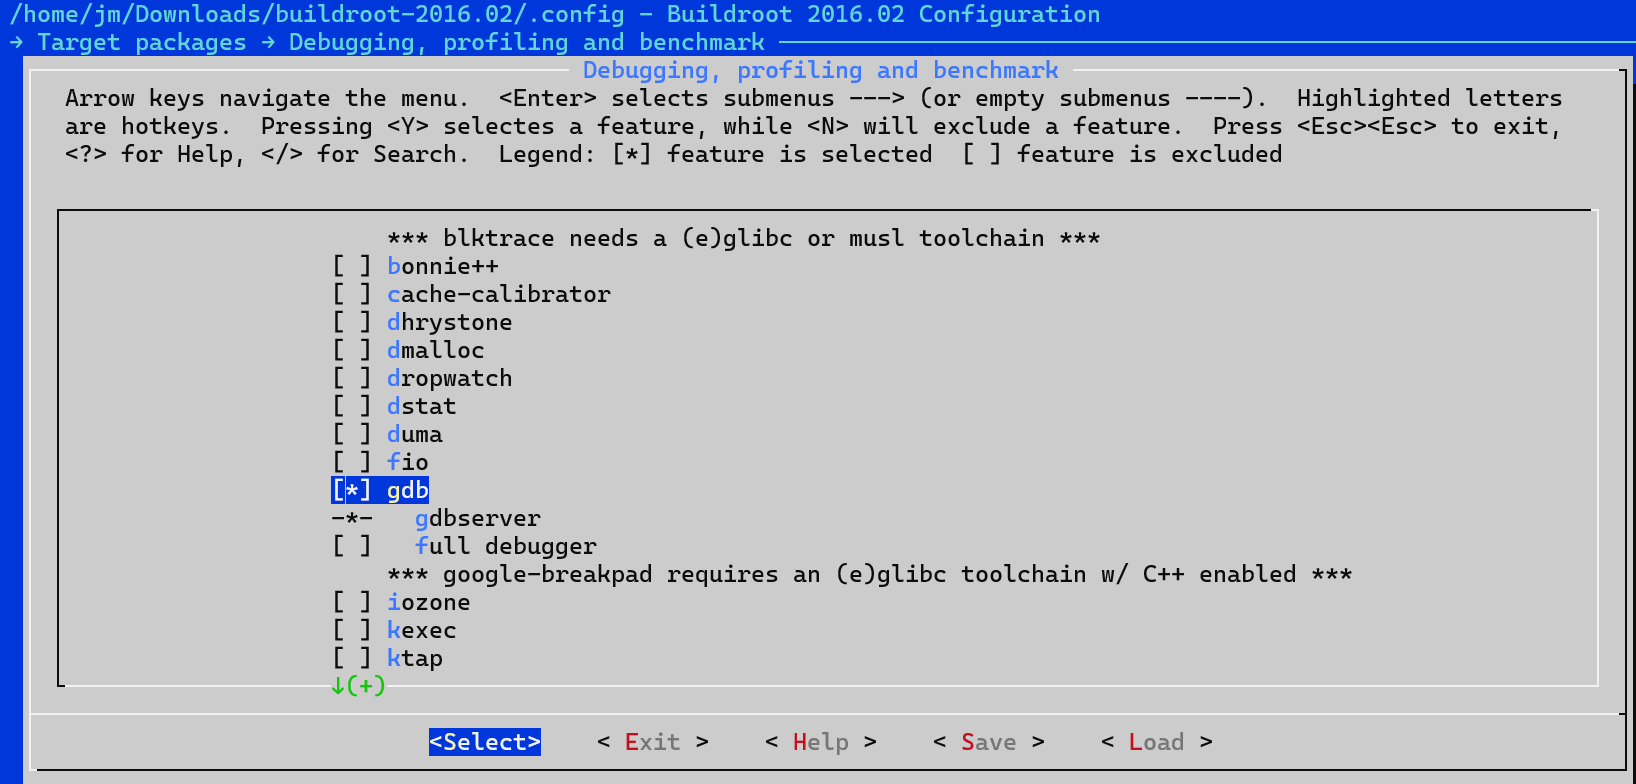 /home/jm/Downloads/buildroot-2016.02/.config - Buildroot 2016.02 Configuration
→ Target packages → Debugging, profiling and benchmark
Debugging, profiling and benchmark
Arrow keys navigate the menu.  <Enter> selects submenus ---> (or empty submenus ----).  Highlighted letters
are hotkeys.  Pressing <Y> selectes a feature, while <N> will exclude a feature.  Press <Esc><Esc> to exit,
<?> for Help, </> for Search.  Legend: [*] feature is selected  [ ] feature is excluded
*** blktrace needs a (e)glibc or musl toolchain ***
[ ] bonnie++
[ ] cache-calibrator
[ ] dhrystone
[ ] dmalloc
[ ] dropwatch
[ ] dstat
[ ] duma
[ ] fio
[*] gdb
-*-   gdbserver
[ ]   full debugger
*** google-breakpad requires an (e)glibc toolchain w/ C++ enabled ***
[ ] iozone
[ ] kexec
[ ] ktap
↓(+)
<Select>    < Exit >    < Help >    < Save >    < Load >